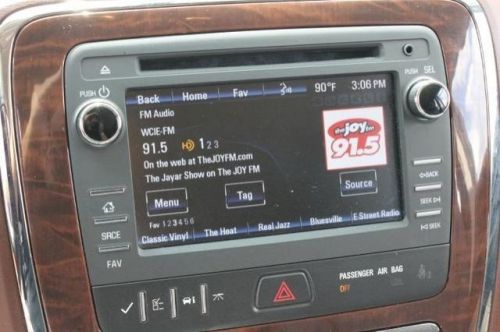 PUSH
PUSH SEL
Back Home Fav 90°F 3:06 PM
FM Audio
WCIE-FM
91.5 HD 1 2 3
the JOY fm
91.5
On the web at TheJOYFM.com
The Jayar Show on The JOY FM
Menu Tag Source
Fav 1 2 3 4 5 6
Classic Vinyl The Heat Real Jazz Bluesville E-Street Radio
BACK
SEEK
SEEK
SRCE
FAV
PASSENGER AIR BAG
OFF